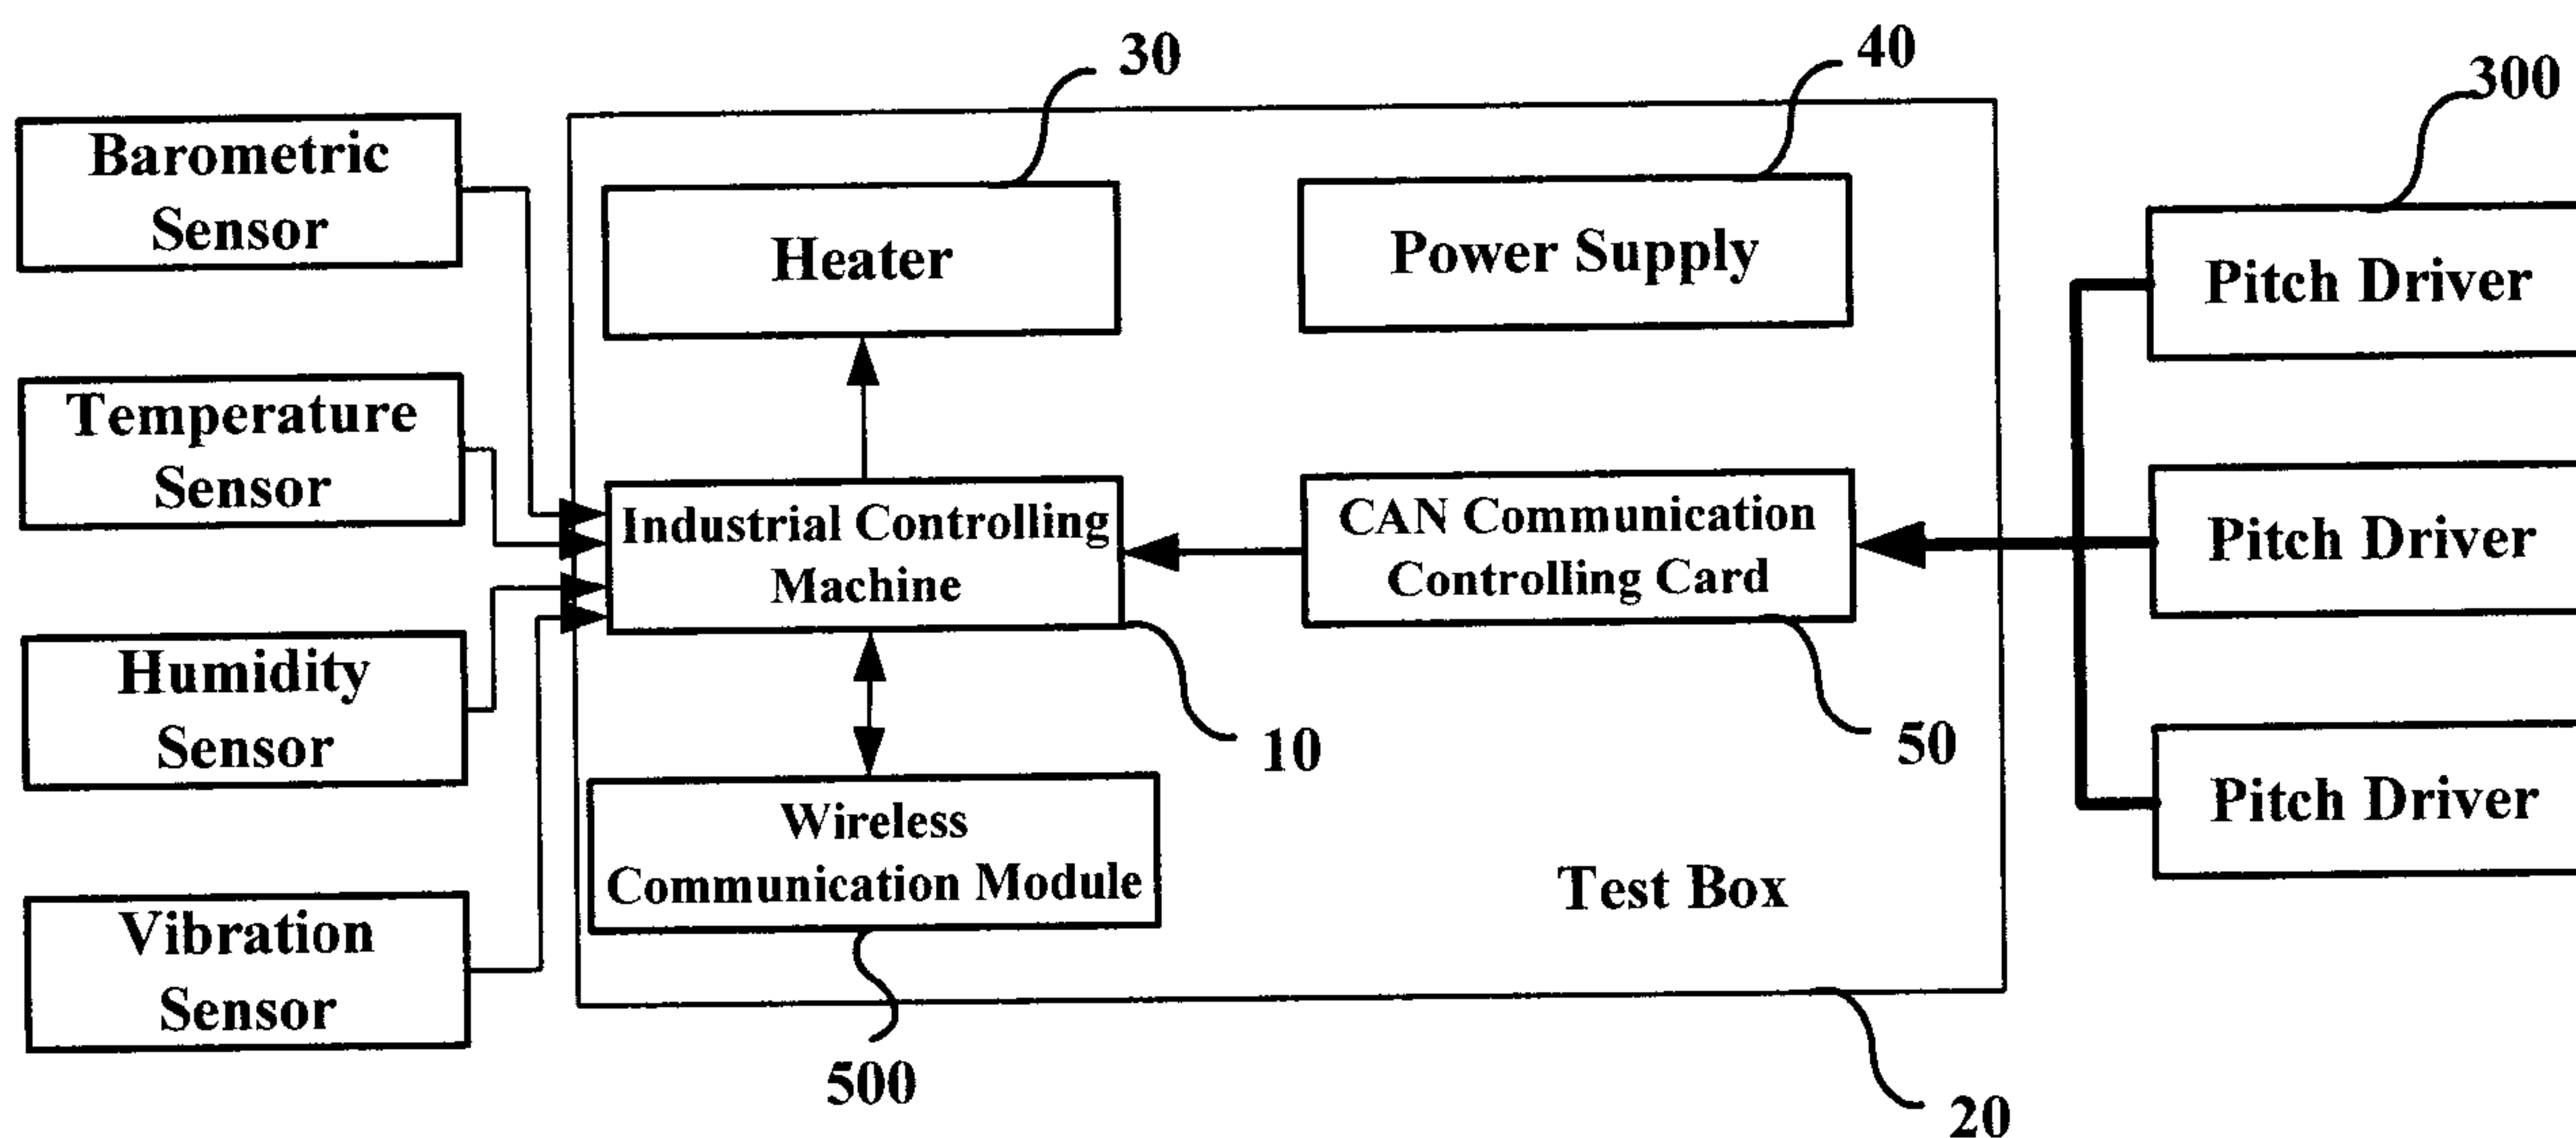 30
40
300
Barometric
Sensor
Heater
Power Supply
Pitch Driver
Temperature
Sensor
Industrial Controlling
Machine
CAN Communication
Controlling Card
Pitch Driver
Humidity
Sensor
10
50
Wireless
Communication Module
Test Box
Pitch Driver
Vibration
Sensor
500
20